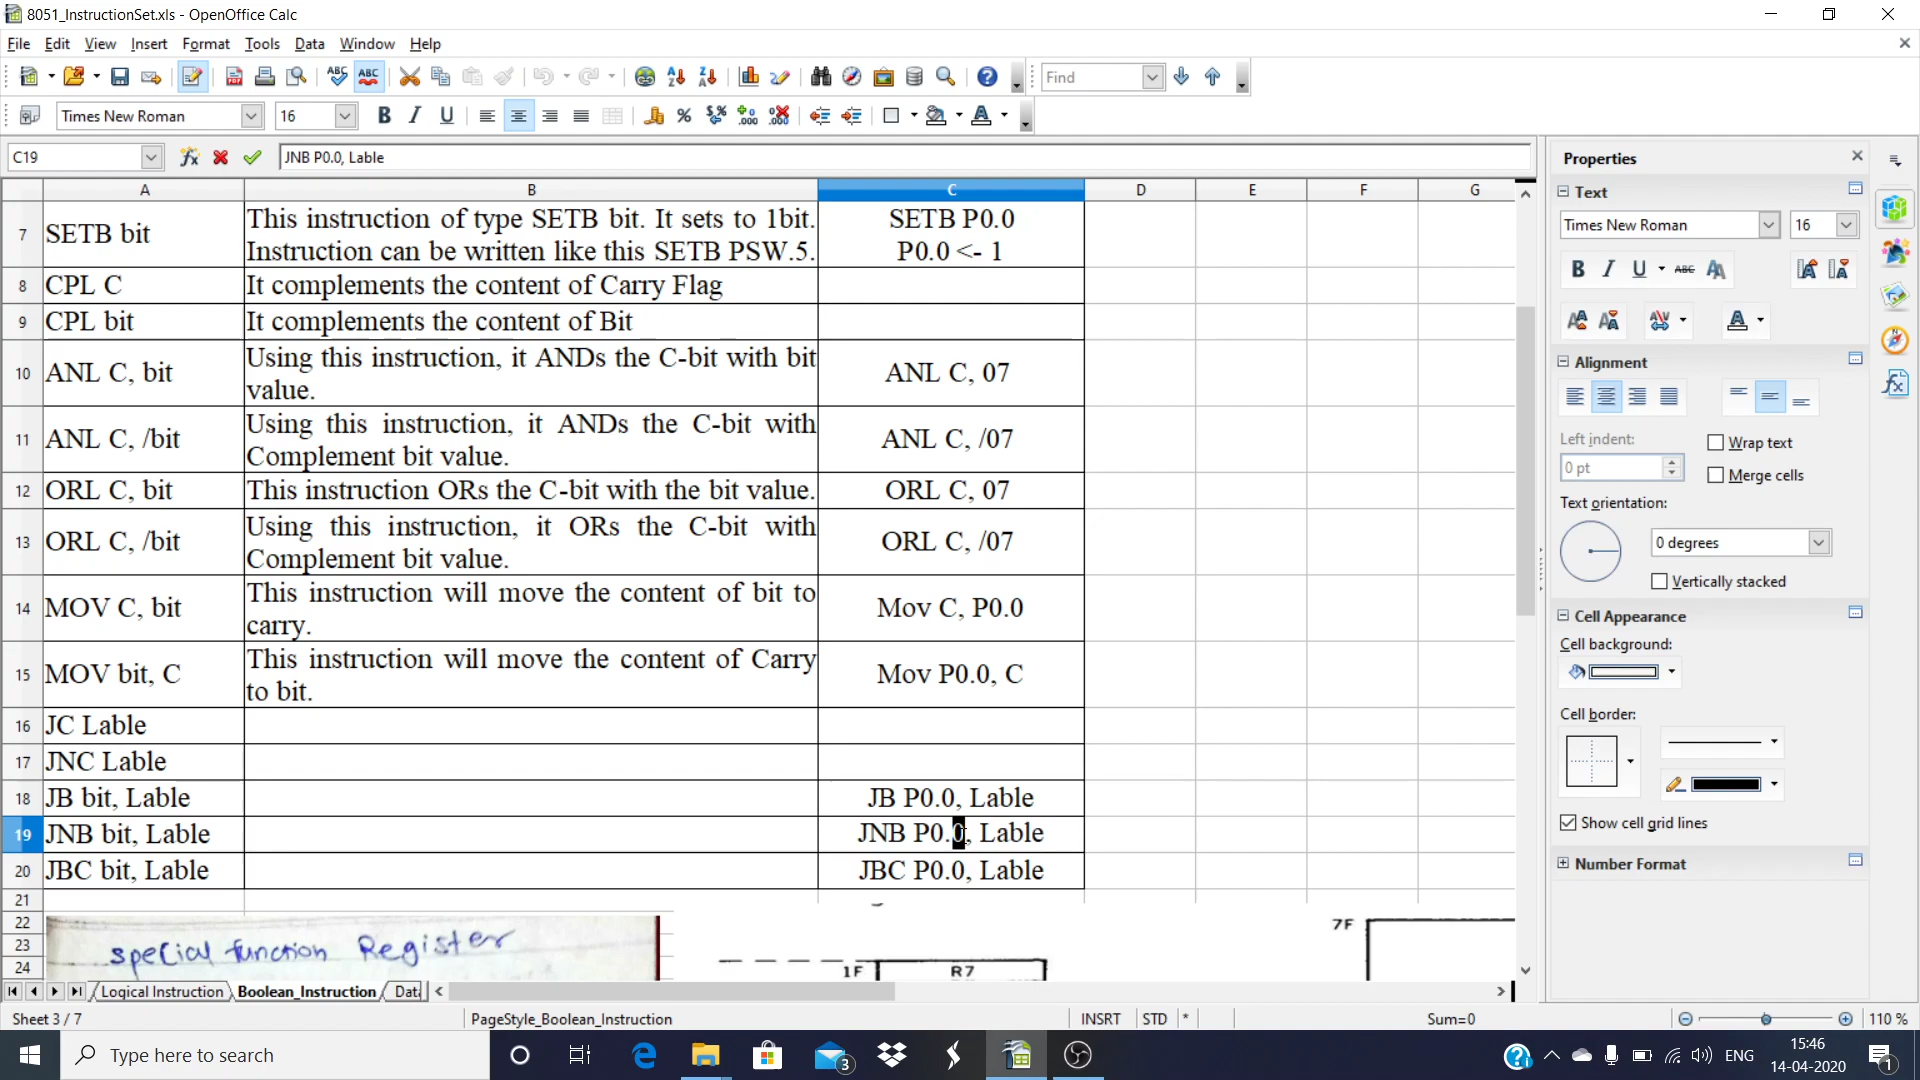 8051_InstructionSet.xls - OpenOffice Calc
File Edit View Insert Format Tools Data Window Help
Find
Times New Roman 16
C19 JNB P0.0, Lable
Properties
A B C D E F G
Text
7 SETB bit
This instruction of type SETB bit. It sets to 1bit.
Instruction can be written like this SETB PSW.5.
SETB P0.0
P0.0 <- 1
Times New Roman 16
8 CPL C It complements the content of Carry Flag
9 CPL bit It complements the content of Bit
10 ANL C, bit
Using this instruction, it ANDs the C-bit with bit
value.
ANL C, 07
11 ANL C, /bit
Using this instruction, it ANDs the C-bit with
Complement bit value.
ANL C, /07
12 ORL C, bit This instruction ORs the C-bit with the bit value. ORL C, 07
13 ORL C, /bit
Using this instruction, it ORs the C-bit with
Complement bit value.
ORL C, /07
14 MOV C, bit
This instruction will move the content of bit to
carry.
Mov C, P0.0
15 MOV bit, C
This instruction will move the content of Carry
to bit.
Mov P0.0, C
16 JC Lable
17 JNC Lable
18 JB bit, Lable JB P0.0, Lable
19 JNB bit, Lable JNB P0.0, Lable
20 JBC bit, Lable JBC P0.0, Lable
21
22
23
24
special function Register
1F R7
7F
Alignment
Left indent:
0 pt
Wrap text
Merge cells
Text orientation:
0 degrees
Vertically stacked
Cell Appearance
Cell background:
Cell border:
Show cell grid lines
Number Format
Logical Instruction Boolean_Instruction Dat
Sheet 3 / 7 PageStyle_Boolean_Instruction INSRT STD * Sum=0 110 %
Type here to search
3
ENG
15:46
14-04-2020
1